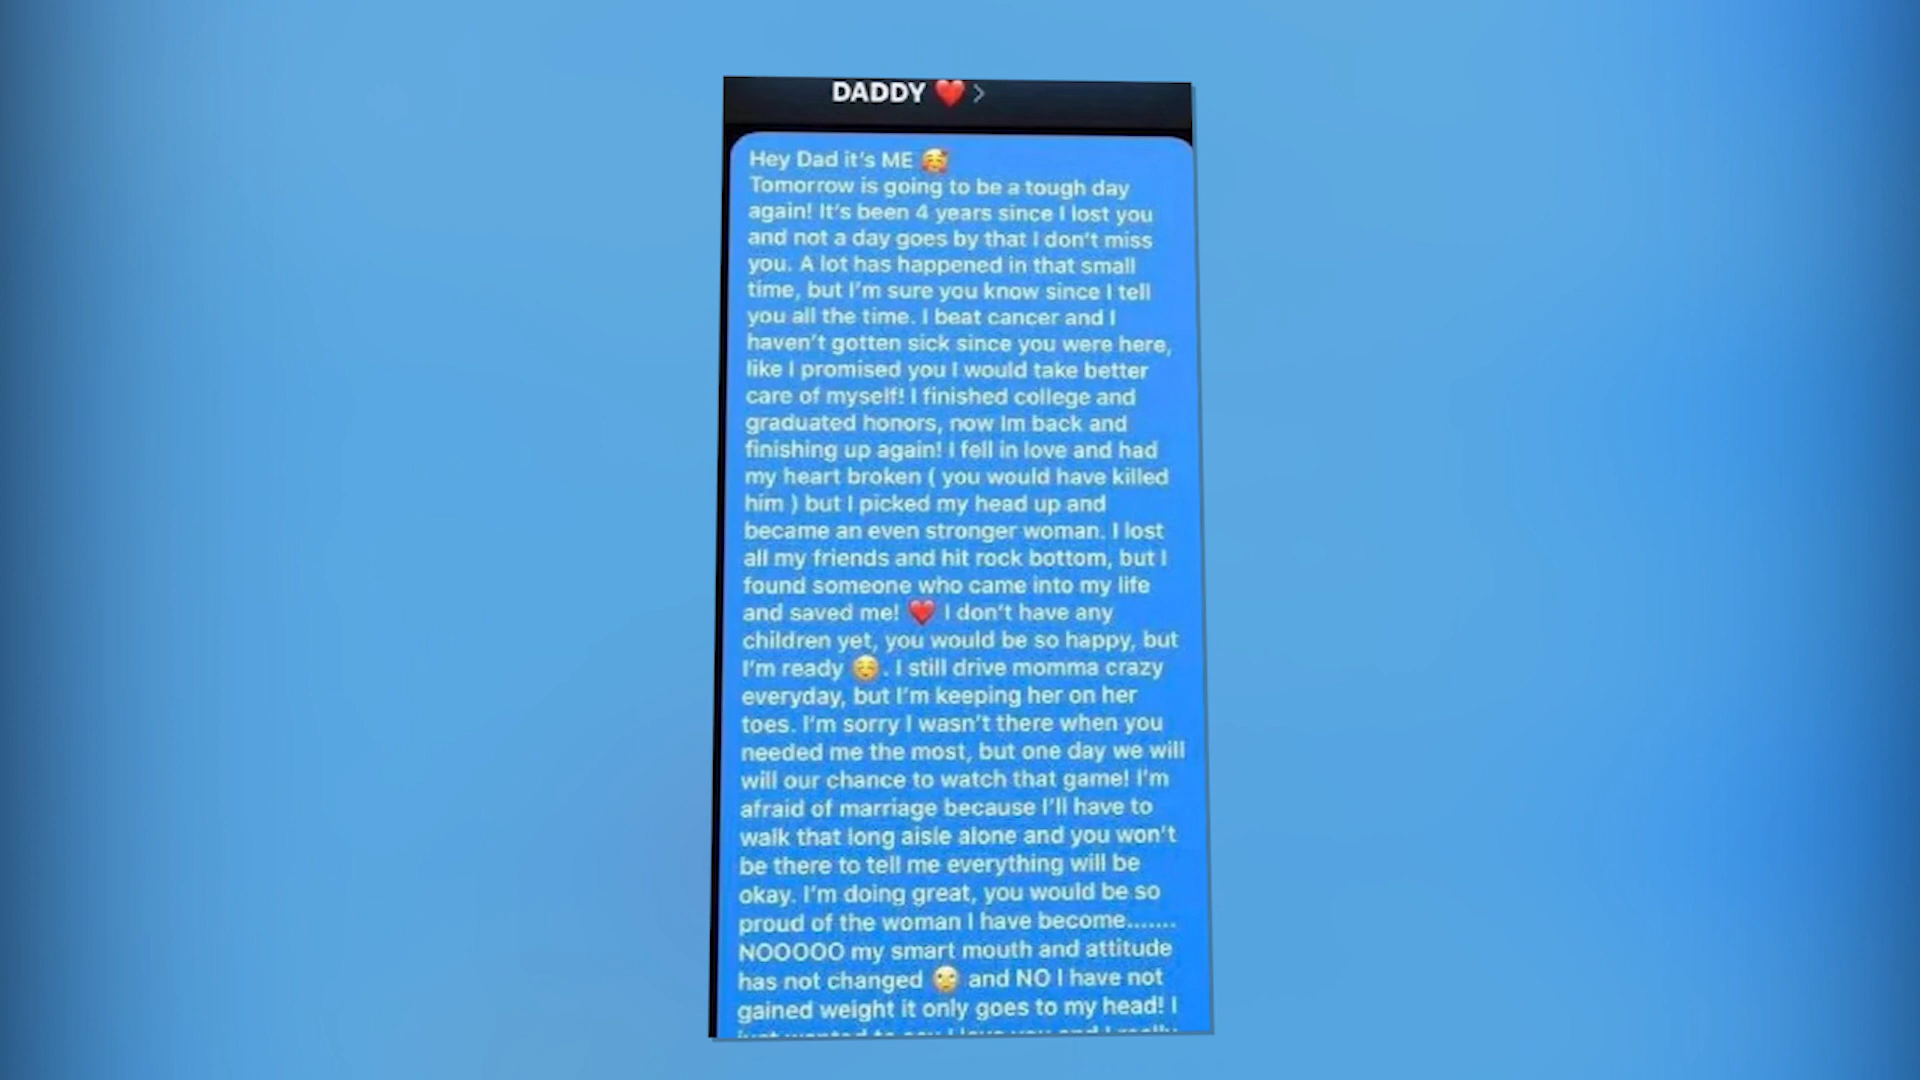 DADDY ❤️ >
Hey Dad it's ME 🥰
Tomorrow is going to be a tough day
again! It's been 4 years since I lost you
and not a day goes by that I don't miss
you. A lot has happened in that small
time, but I'm sure you know since I tell
you all the time. I beat cancer and I
haven't gotten sick since you were here,
like I promised you I would take better
care of myself! I finished college and
graduated honors, now Im back and
finishing up again! I fell in love and had
my heart broken ( you would have killed
him ) but I picked my head up and
became an even stronger woman. I lost
all my friends and hit rock bottom, but I
found someone who came into my life
and saved me! ❤️ I don't have any
children yet, you would be so happy, but
I'm ready ☺️. I still drive momma crazy
everyday, but I'm keeping her on her
toes. I'm sorry I wasn't there when you
needed me the most, but one day we will
will our chance to watch that game! I'm
afraid of marriage because I'll have to
walk that long aisle alone and you won't
be there to tell me everything will be
okay. I'm doing great, you would be so
proud of the woman I have become.......
NOOOOO my smart mouth and attitude
has not changed 🙄 and NO I have not
gained weight it only goes to my head! I
just wanted to say I love you and I really